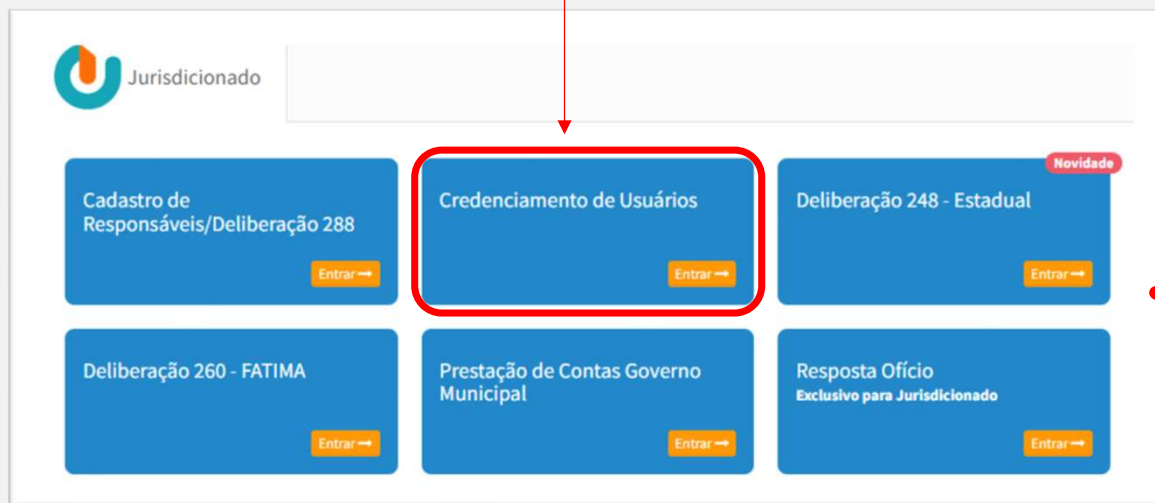 Jurisdicionado
Cadastro de
Responsáveis/Deliberação 288
Entrar
Credenciamento de Usuários
Entrar
Novidade
Deliberação 248 - Estadual
Entrar
Deliberação 260 - FATIMA
Entrar
Prestação de Contas Governo
Municipal
Entrar
Resposta Ofício
Exclusivo para Jurisdicionado
Entrar